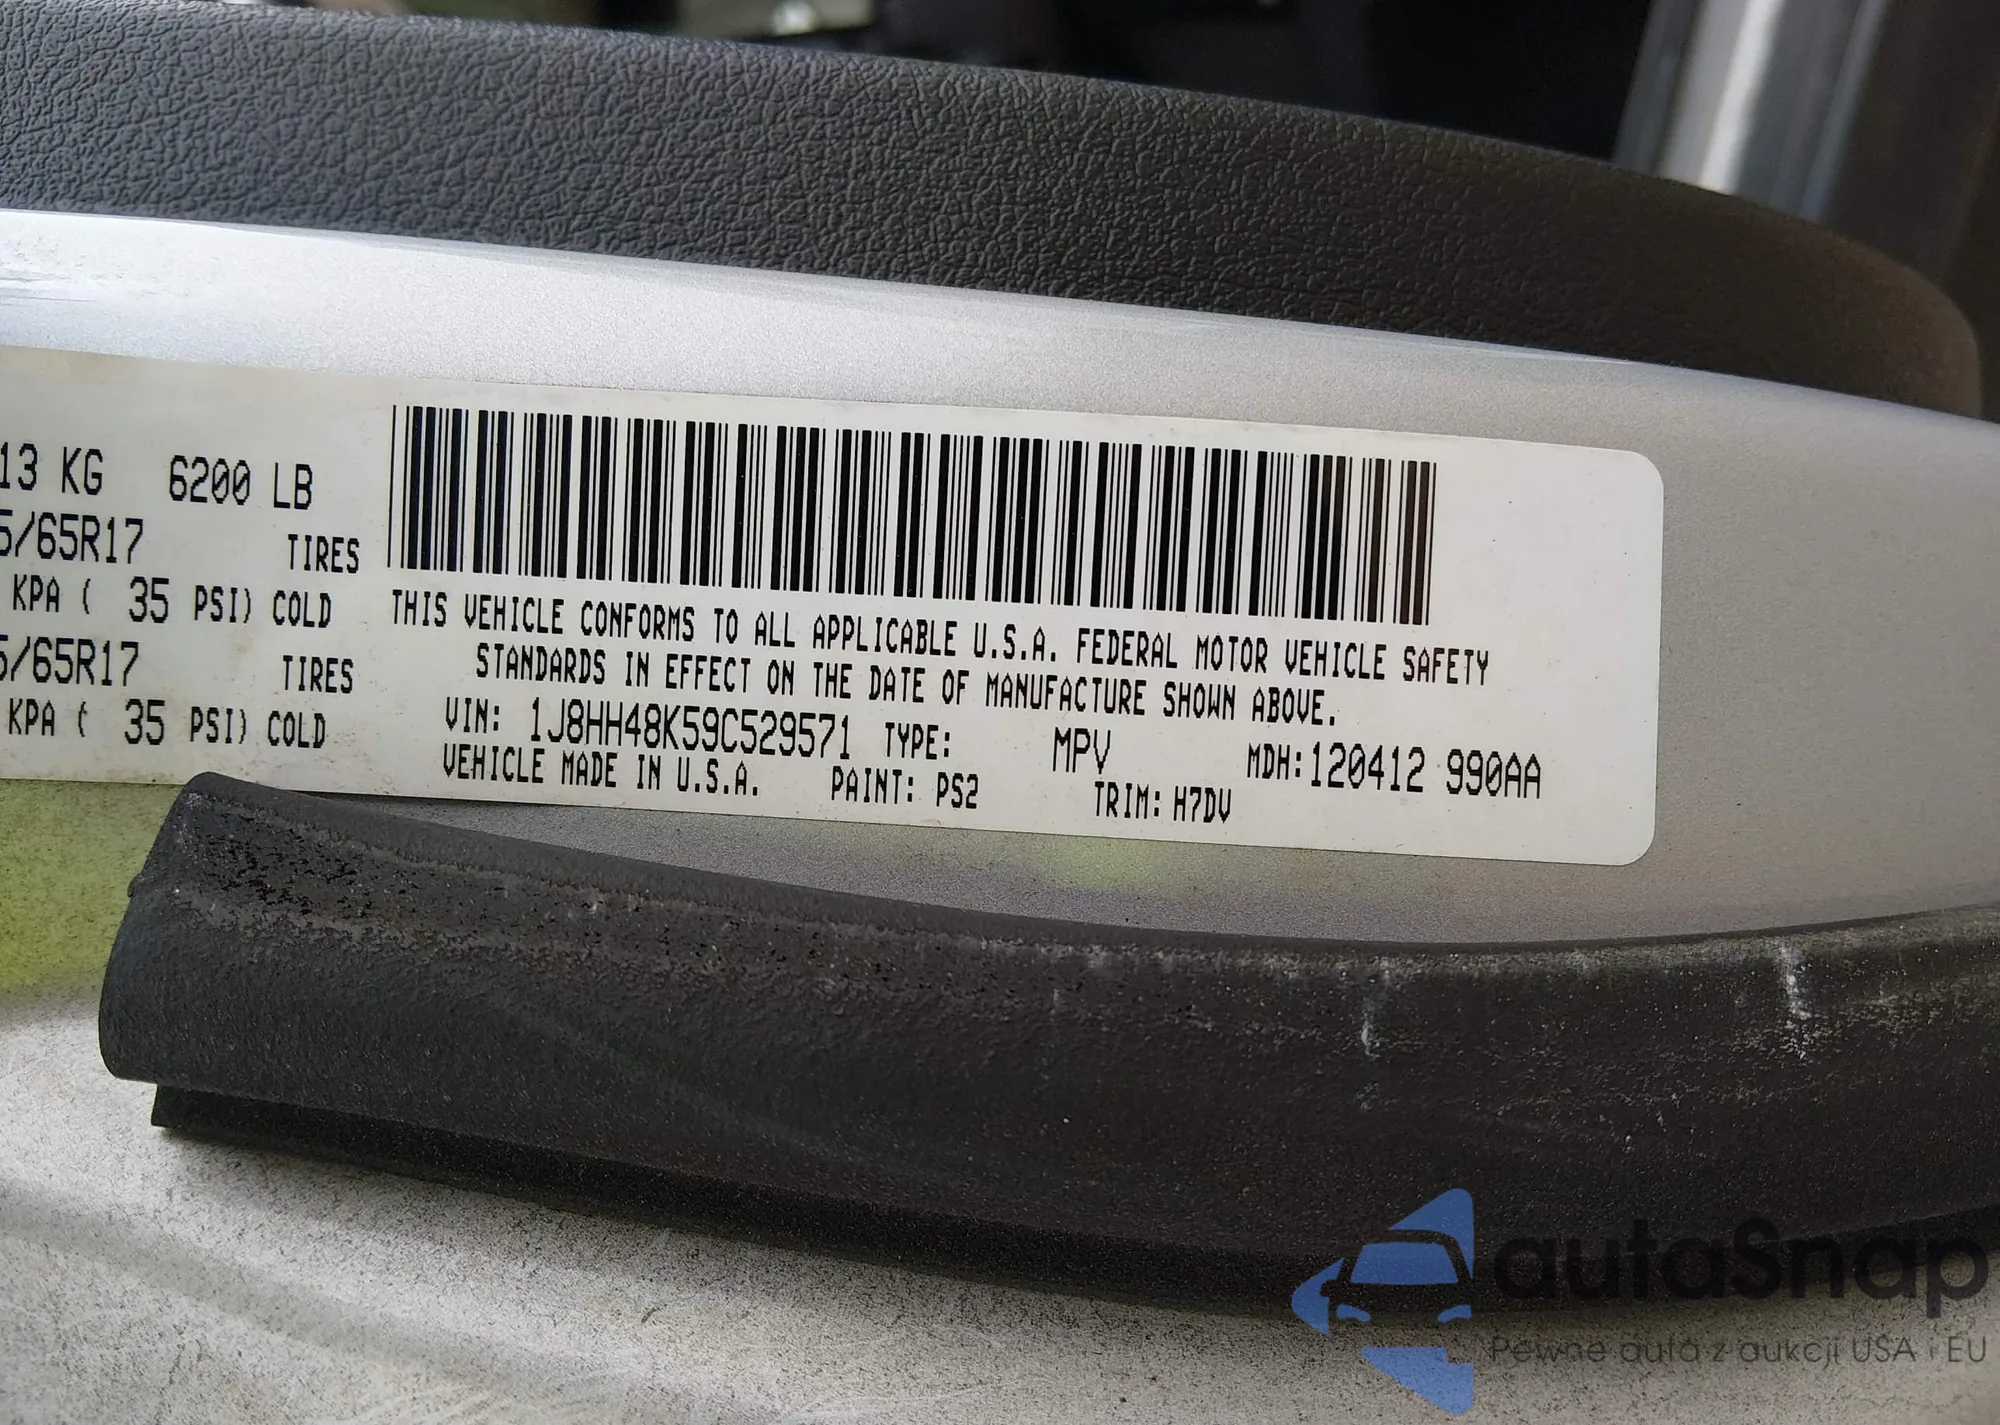 13 KG 6200 LB
5/65R17 TIRES
KPA ( 35 PSI) COLD
5/65R17 TIRES
KPA ( 35 PSI) COLD
THIS VEHICLE CONFORMS TO ALL APPLICABLE U.S.A. FEDERAL MOTOR VEHICLE SAFETY
STANDARDS IN EFFECT ON THE DATE OF MANUFACTURE SHOWN ABOVE.
VIN: 1J8HH48K59C529571 TYPE: MPV MDH:120412 990AA
VEHICLE MADE IN U.S.A. PAINT: PS2 TRIM: H7DV
autaSnap
Pewne auta z aukcji USA i EU